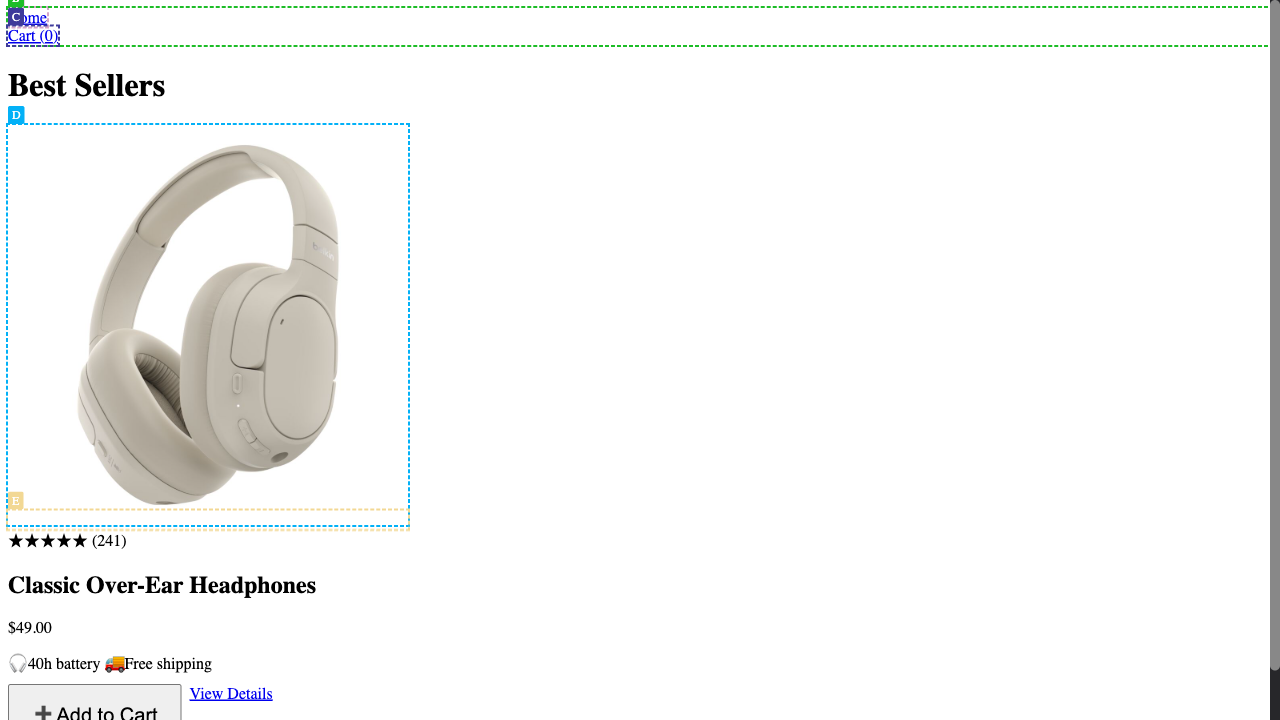 C ome
Cart (0)
Best Sellers
D
E
★★★★★ (241)
Classic Over-Ear Headphones
$49.00
🎧40h battery 🚚Free shipping
➕ Add to Cart View Details